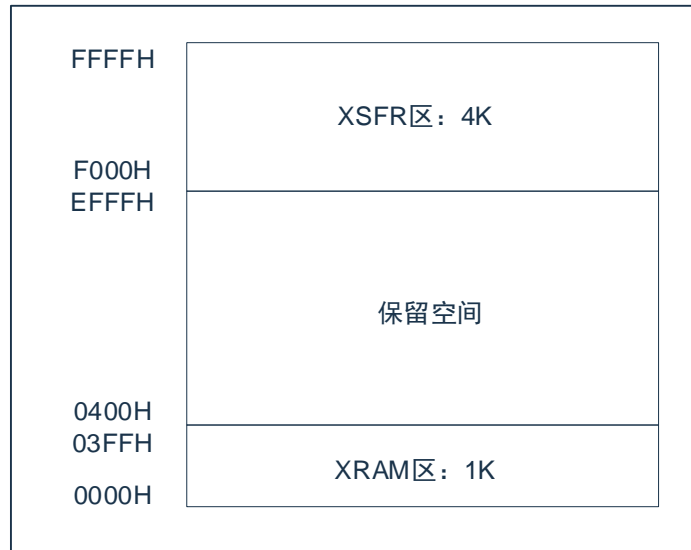 FFFFH
XSFR区：4K
F000H
EFFFH
保留空间
0400H
03FFH
XRAM区：1K
0000H